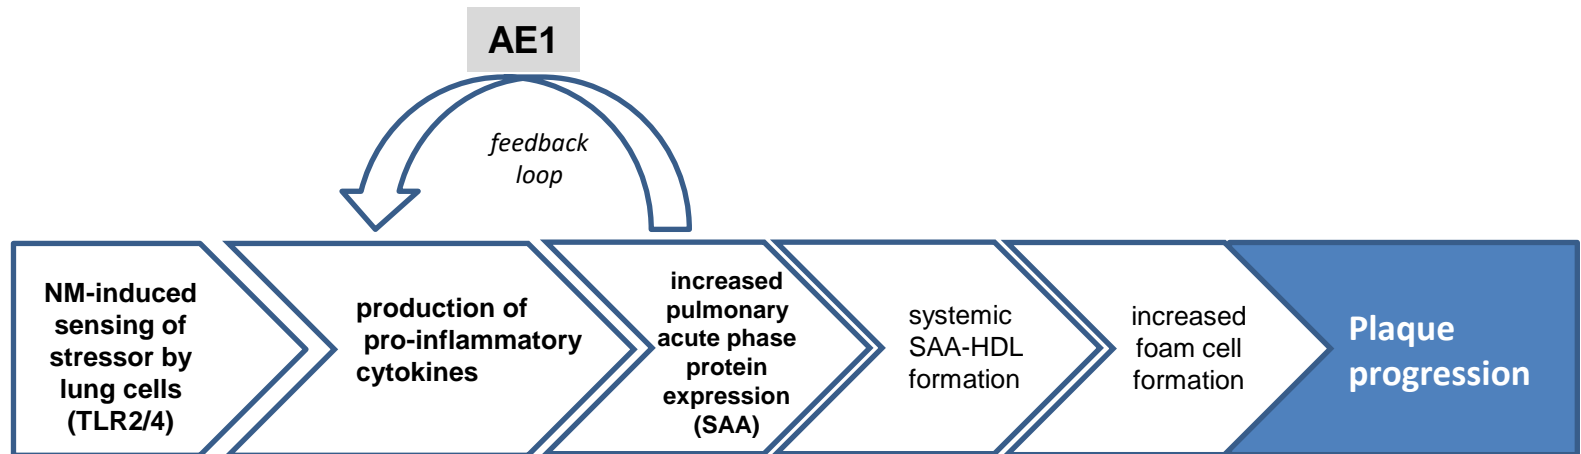 AE1
feedback
loop
NM-induced
sensing of
stressor by
lung cells
(TLR2/4)
production of
pro-inflammatory
cytokines
increased
pulmonary
acute phase
protein
expression
(SAA)
systemic
SAA-HDL
formation
increased
foam cell
formation
Plaque
progression